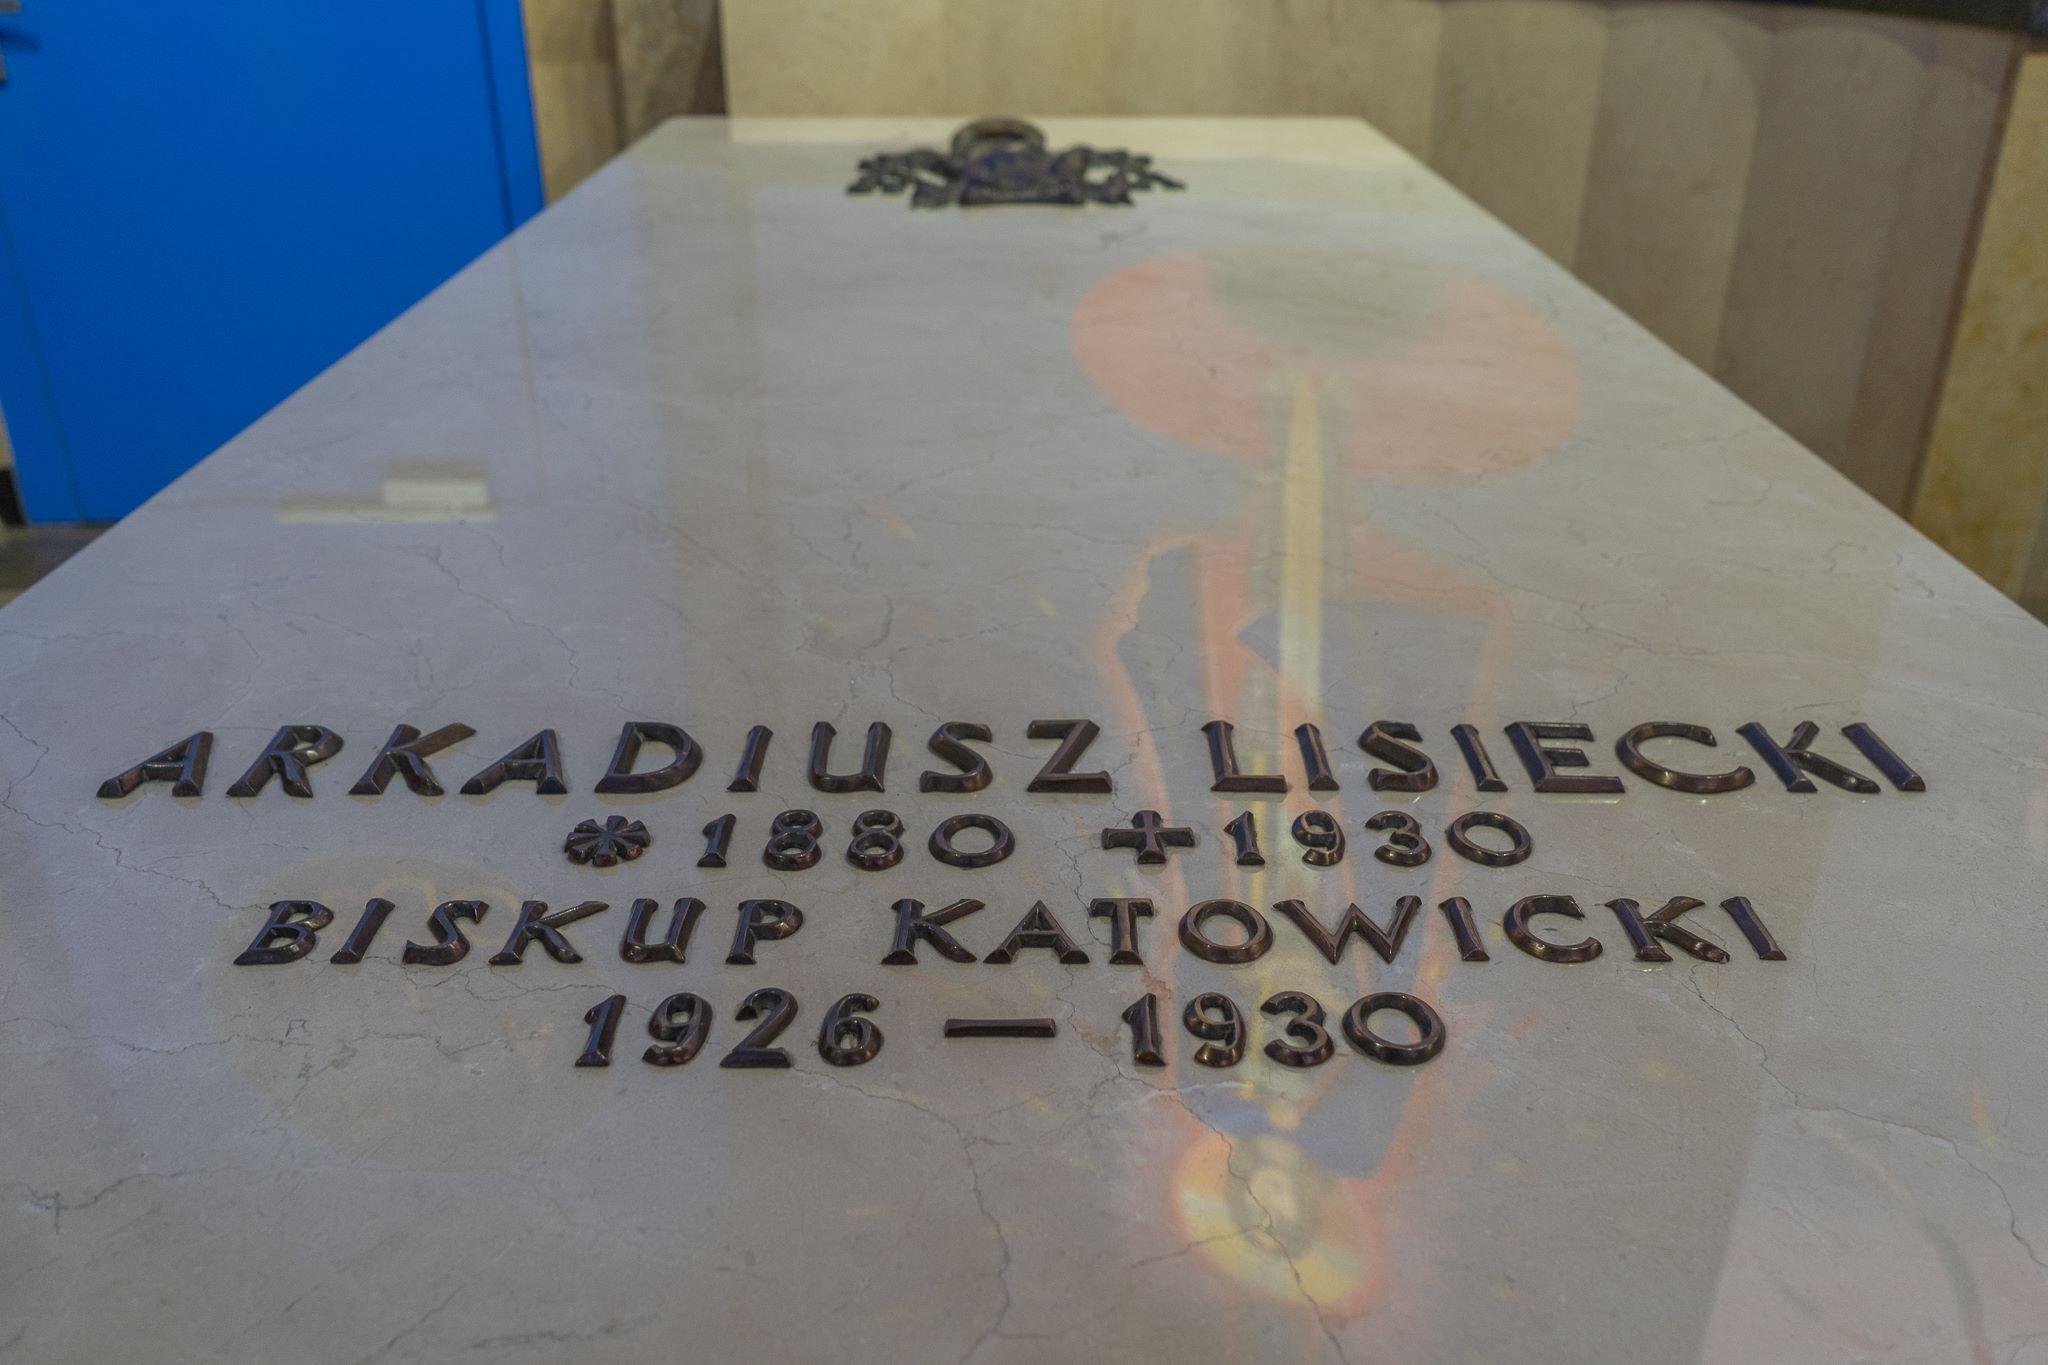 ARKADIUSZ LISIECKI
* 1880 + 1930
BISKUP KATOWICKI
1926 — 1930